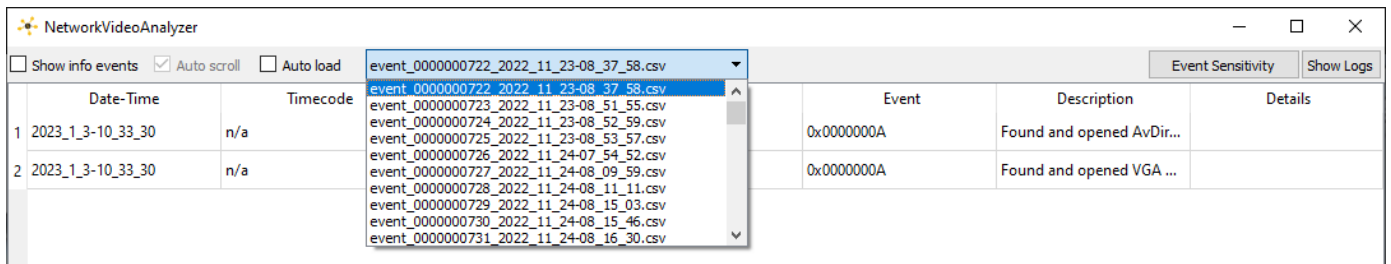 NetworkVideoAnalyzer
Show info events Auto scroll Auto load event_0000000722_2022_11_23-08_37_58.csv Event Sensitivity Show Logs
Date-Time Timecode Event Description Details
1 2023_1_3-10_33_30 n/a 0x0000000A Found and opened AvDir...
2 2023_1_3-10_33_30 n/a 0x0000000A Found and opened VGA ...
event_0000000722_2022_11_23-08_37_58.csv
event_0000000723_2022_11_23-08_51_55.csv
event_0000000724_2022_11_23-08_52_59.csv
event_0000000725_2022_11_23-08_53_57.csv
event_0000000726_2022_11_24-07_54_52.csv
event_0000000727_2022_11_24-08_09_59.csv
event_0000000728_2022_11_24-08_11_11.csv
event_0000000729_2022_11_24-08_15_03.csv
event_0000000730_2022_11_24-08_15_46.csv
event_0000000731_2022_11_24-08_16_30.csv